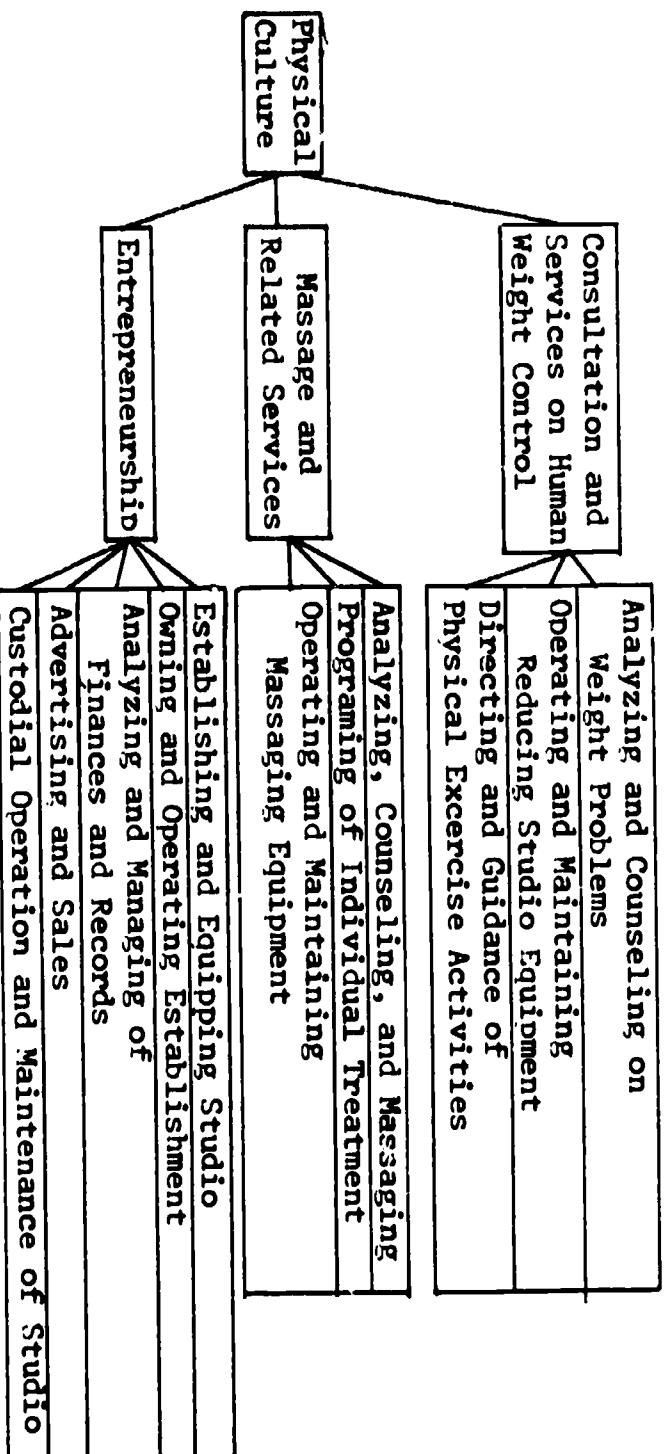 Physical
Culture
Consultation and
Services on Human
Weight Control
Analyzing and Counseling on
Weight Problems
Operating and Maintaining
Reducing Studio Equipment
Directing and Guidance of
Physical Excercise Activities
Massage and
Related Services
Analyzing, Counseling, and Massaging
Programing of Individual Treatment
Operating and Maintaining
Massaging Equipment
Entrepreneurship
Establishing and Equipping Studio
Owning and Operating Establishment
Analyzing and Managing of
Finances and Records
Advertising and Sales
Custodial Operation and Maintenance of Studio